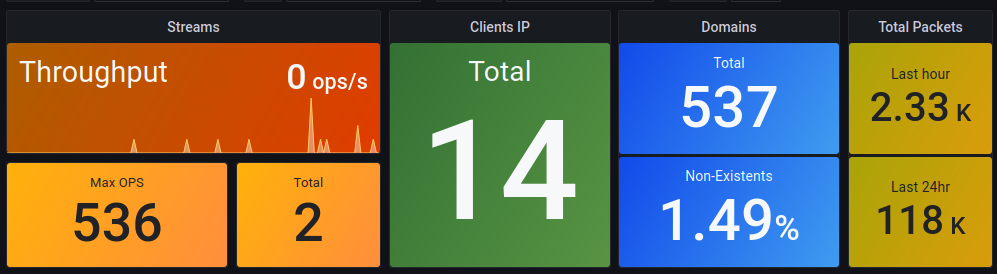 Streams
Throughput
0 ops/s
Max OPS
536
Total
2
Clients IP
Total
14
Domains
Total
537
Non-Existents
1.49%
Total Packets
Last hour
2.33 K
Last 24hr
118 K